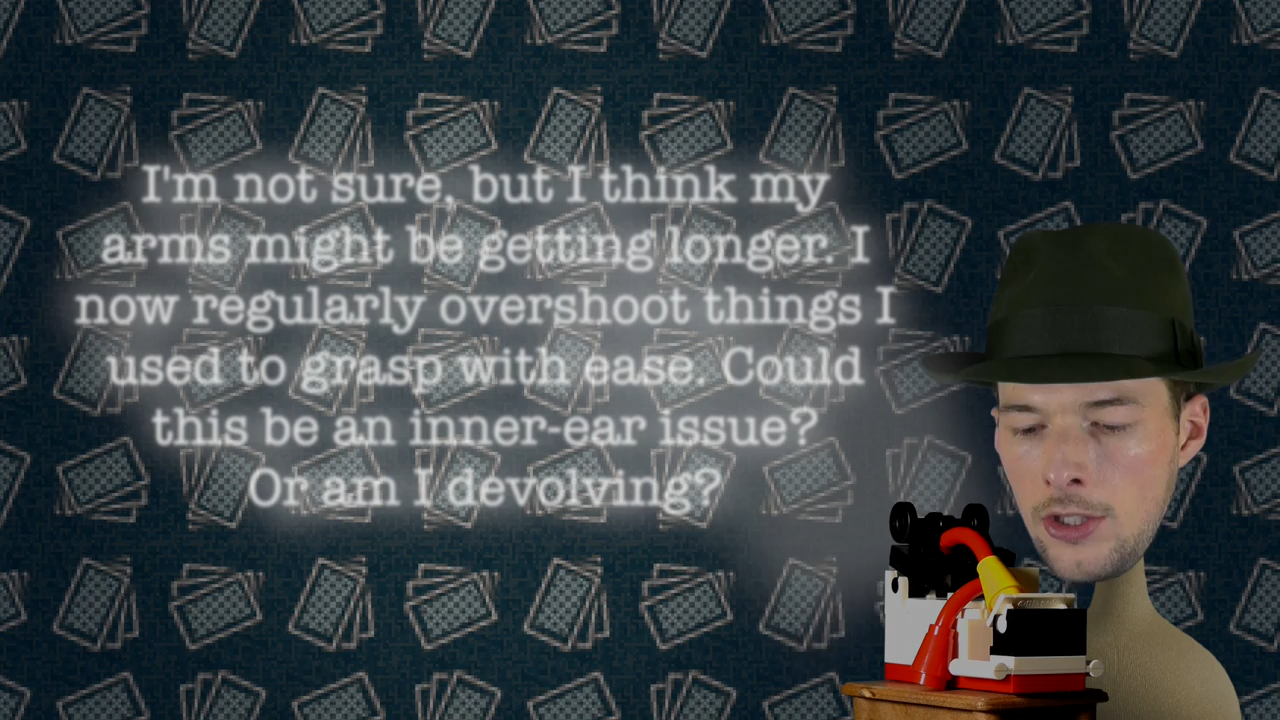 I'm not sure, but I think my
arms might be getting longer. I
now regularly overshoot things I
used to grasp with ease. Could
this be an inner-ear issue?
Or am I devolving?